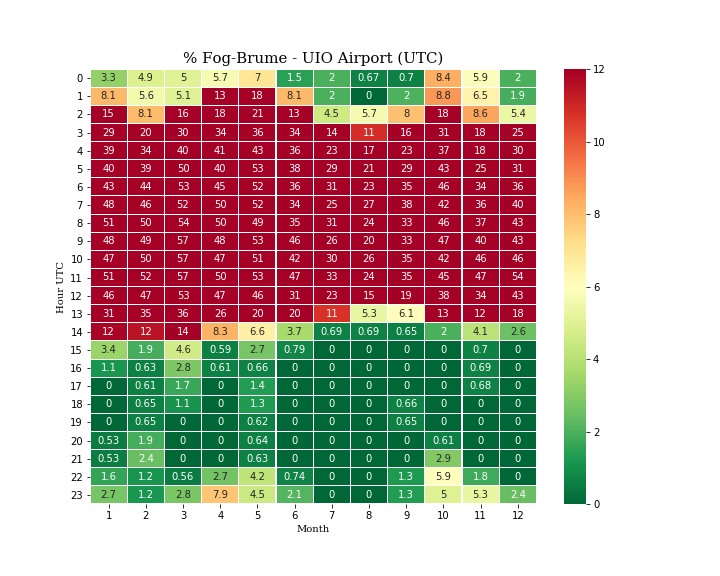 % Fog-Brume - UIO Airport (UTC)
0 3.3 4.9 5 5.7 7 1.5 2 0.67 0.7 8.4 5.9 2
1 8.1 5.6 5.1 13 18 8.1 2 0 2 8.8 6.5 1.9
2 15 8.1 16 18 21 13 4.5 5.7 8 18 8.6 5.4
3 29 20 30 34 36 34 14 11 16 31 18 25
4 39 34 40 41 43 36 23 17 23 37 18 30
5 40 39 50 40 53 38 29 21 29 43 25 31
6 43 44 53 45 52 36 31 23 35 46 34 36
7 48 46 52 50 52 34 25 27 38 42 36 40
8 51 50 54 50 49 35 31 24 33 46 37 43
9 48 49 57 48 53 46 26 20 33 47 40 43
10 47 50 57 47 51 42 30 26 35 42 46 46
11 51 52 57 50 53 47 33 24 35 45 47 54
12 46 47 53 47 46 31 23 15 19 38 34 43
13 31 35 36 26 20 20 11 5.3 6.1 13 12 18
14 12 12 14 8.3 6.6 3.7 0.69 0.69 0.65 2 4.1 2.6
15 3.4 1.9 4.6 0.59 2.7 0.79 0 0 0 0 0.7 0
16 1.1 0.63 2.8 0.61 0.66 0 0 0 0 0 0.69 0
17 0 0.61 1.7 0 1.4 0 0 0 0 0 0.68 0
18 0 0.65 1.1 0 1.3 0 0 0 0.66 0 0 0
19 0 0.65 0 0 0.62 0 0 0 0.65 0 0 0
20 0.53 1.9 0 0 0.64 0 0 0 0 0.61 0 0
21 0.53 2.4 0 0 0.63 0 0 0 0 2.9 0 0
22 1.6 1.2 0.56 2.7 4.2 0.74 0 0 1.3 5.9 1.8 0
23 2.7 1.2 2.8 7.9 4.5 2.1 0 0 1.3 5 5.3 2.4
1 2 3 4 5 6 7 8 9 10 11 12
Month
Hour UTC
12
10
8
6
4
2
0